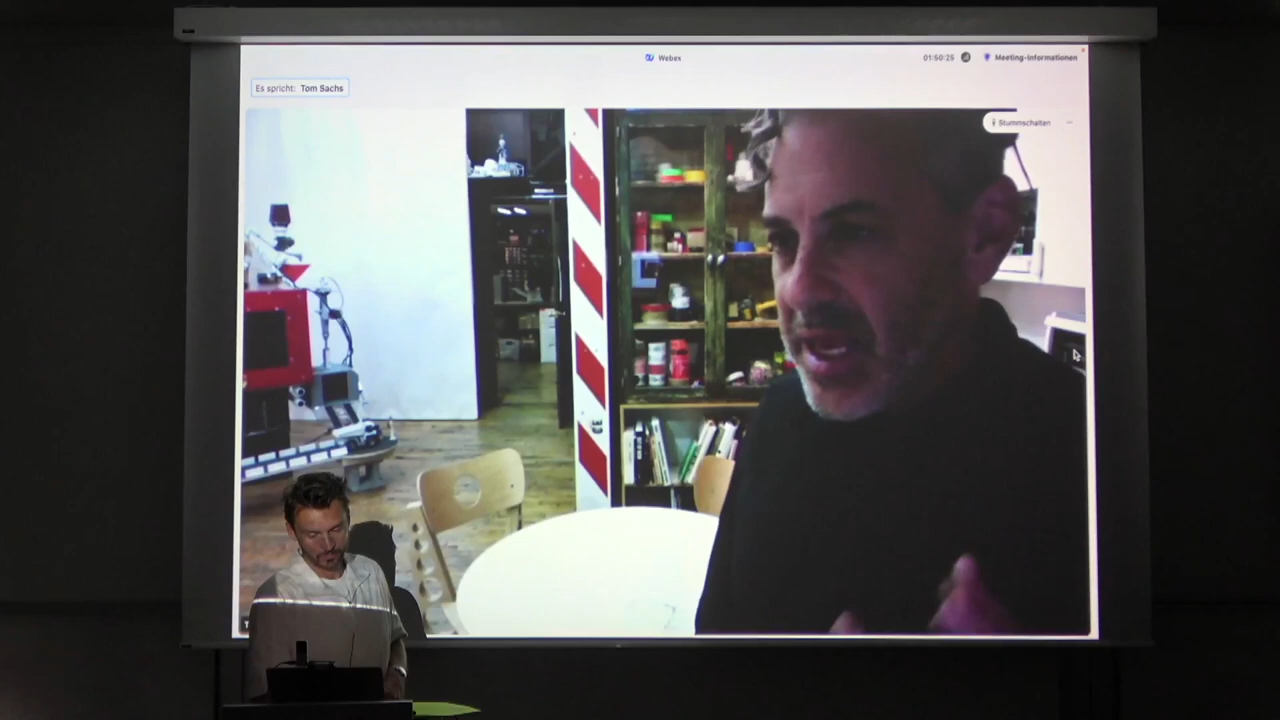 Webex
01:50:25
Meeting-Informationen
Es spricht: Tom Sachs
Stummschalten